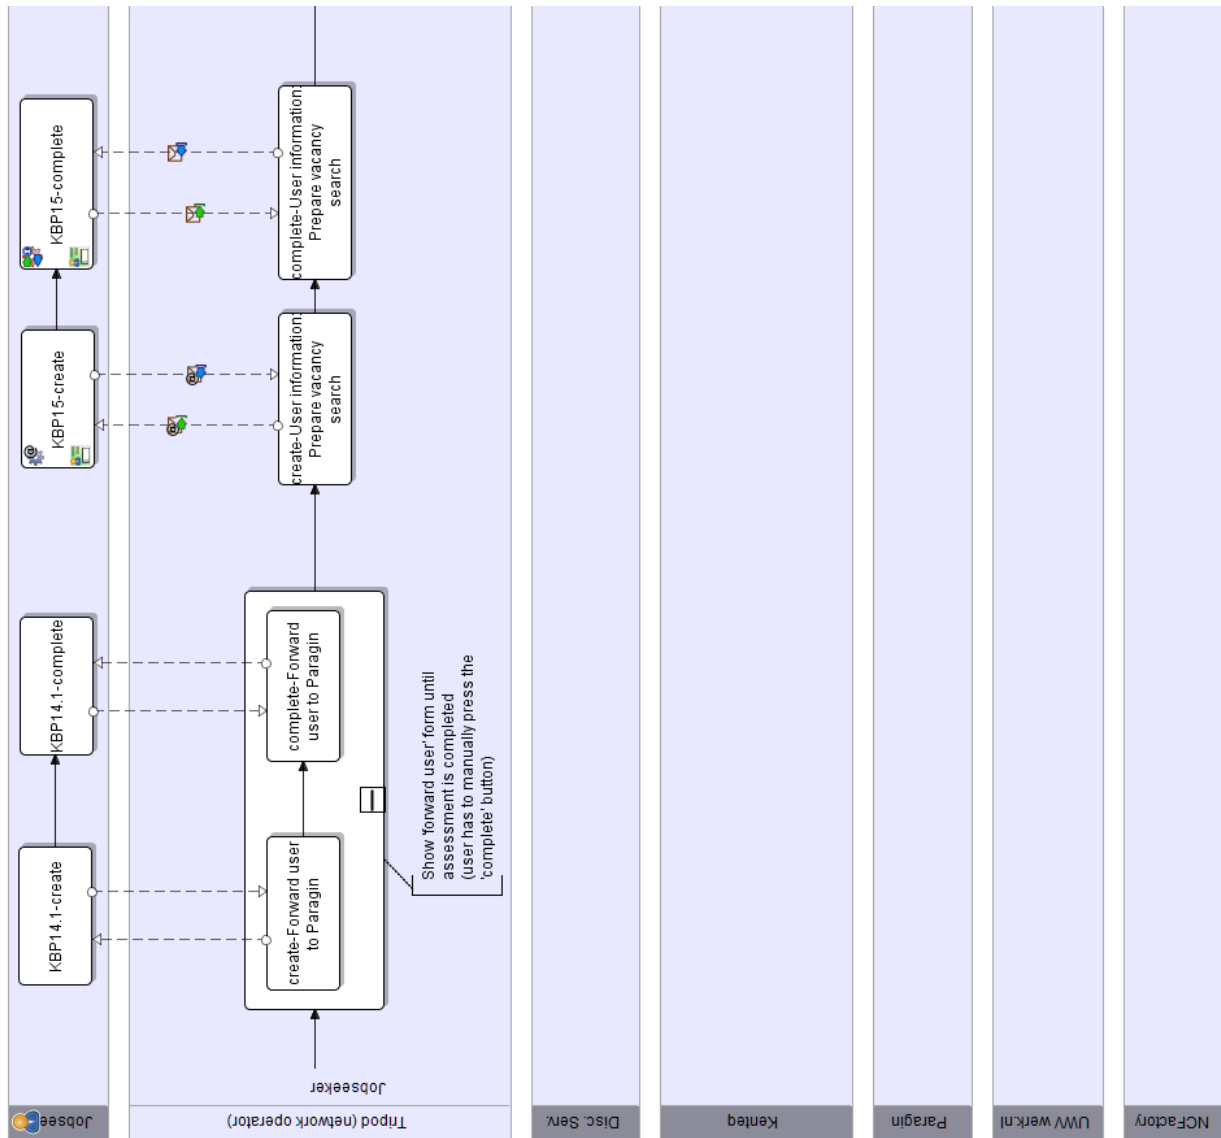 Jobsee
KBP14.1-create
KBP14.1-complete
KBP15-create
KBP15-complete
Tripod (network operator)
Jobseeker
create-Forward user
to Paragin
complete-Forward
user to Paragin
Show 'forward user' form until
assessment is completed
(user has to manually press the
'complete' button)
create-User information:
Prepare vacancy
search
complete-User information:
Prepare vacancy
search
Disc. Serv.
Kenteq
Paragin
UWV werk.nl
NCFactory